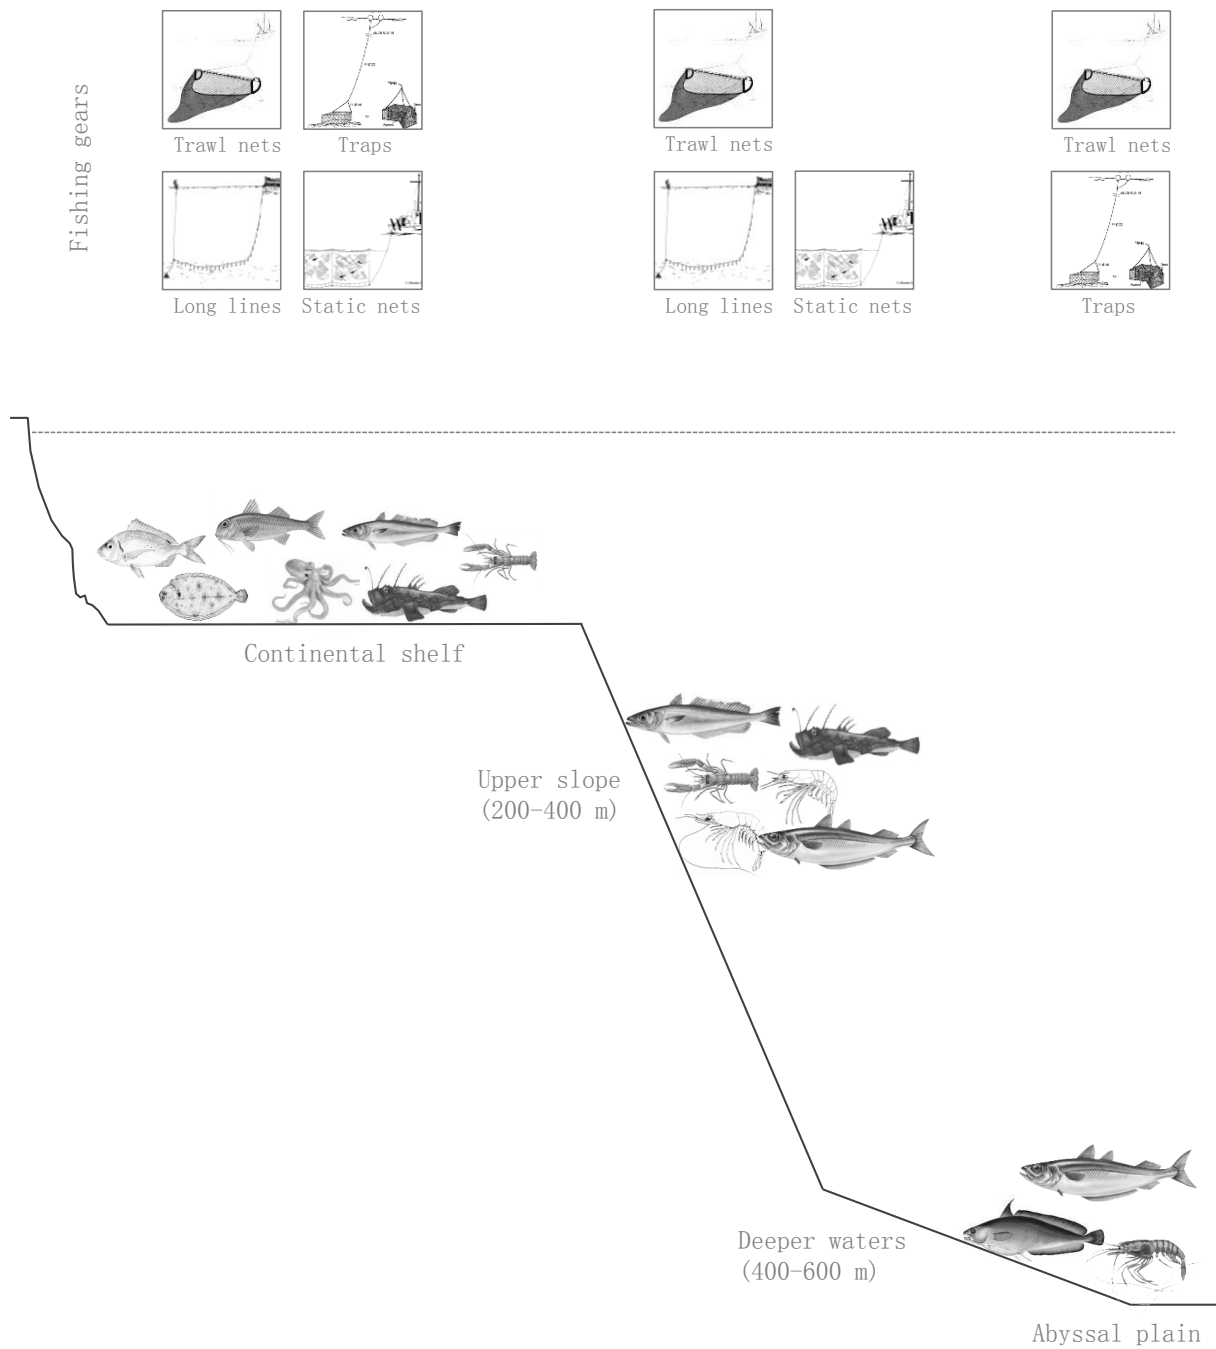 Fishing gears
Trawl nets
Traps
Trawl nets
Trawl nets
Long lines
Static nets
Long lines
Static nets
Traps
Continental shelf
Upper slope
(200-400 m)
Deeper waters
(400-600 m)
Abyssal plain